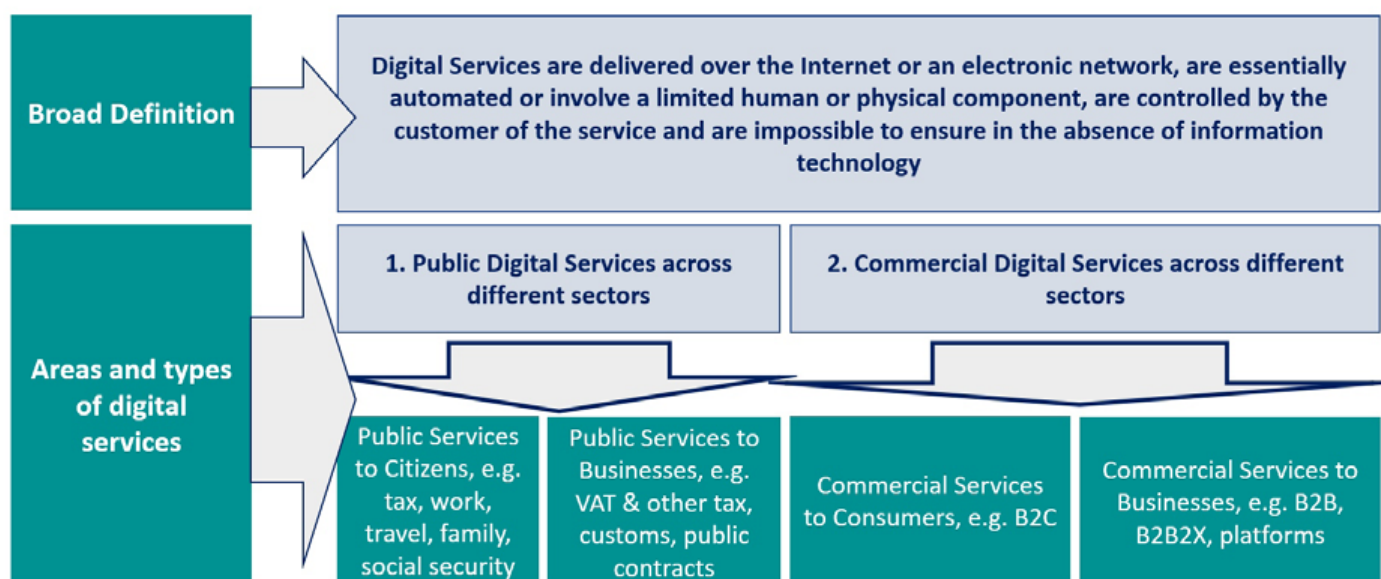 Broad Definition
Digital Services are delivered over the Internet or an electronic network, are essentially
automated or involve a limited human or physical component, are controlled by the
customer of the service and are impossible to ensure in the absence of information
technology
Areas and types
of digital
services
1. Public Digital Services across
different sectors
2. Commercial Digital Services across different
sectors
Public Services
to Citizens, e.g.
tax, work,
travel, family,
social security
Public Services to
Businesses, e.g.
VAT & other tax,
customs, public
contracts
Commercial Services
to Consumers, e.g. B2C
Commercial Services to
Businesses, e.g. B2B,
B2B2X, platforms